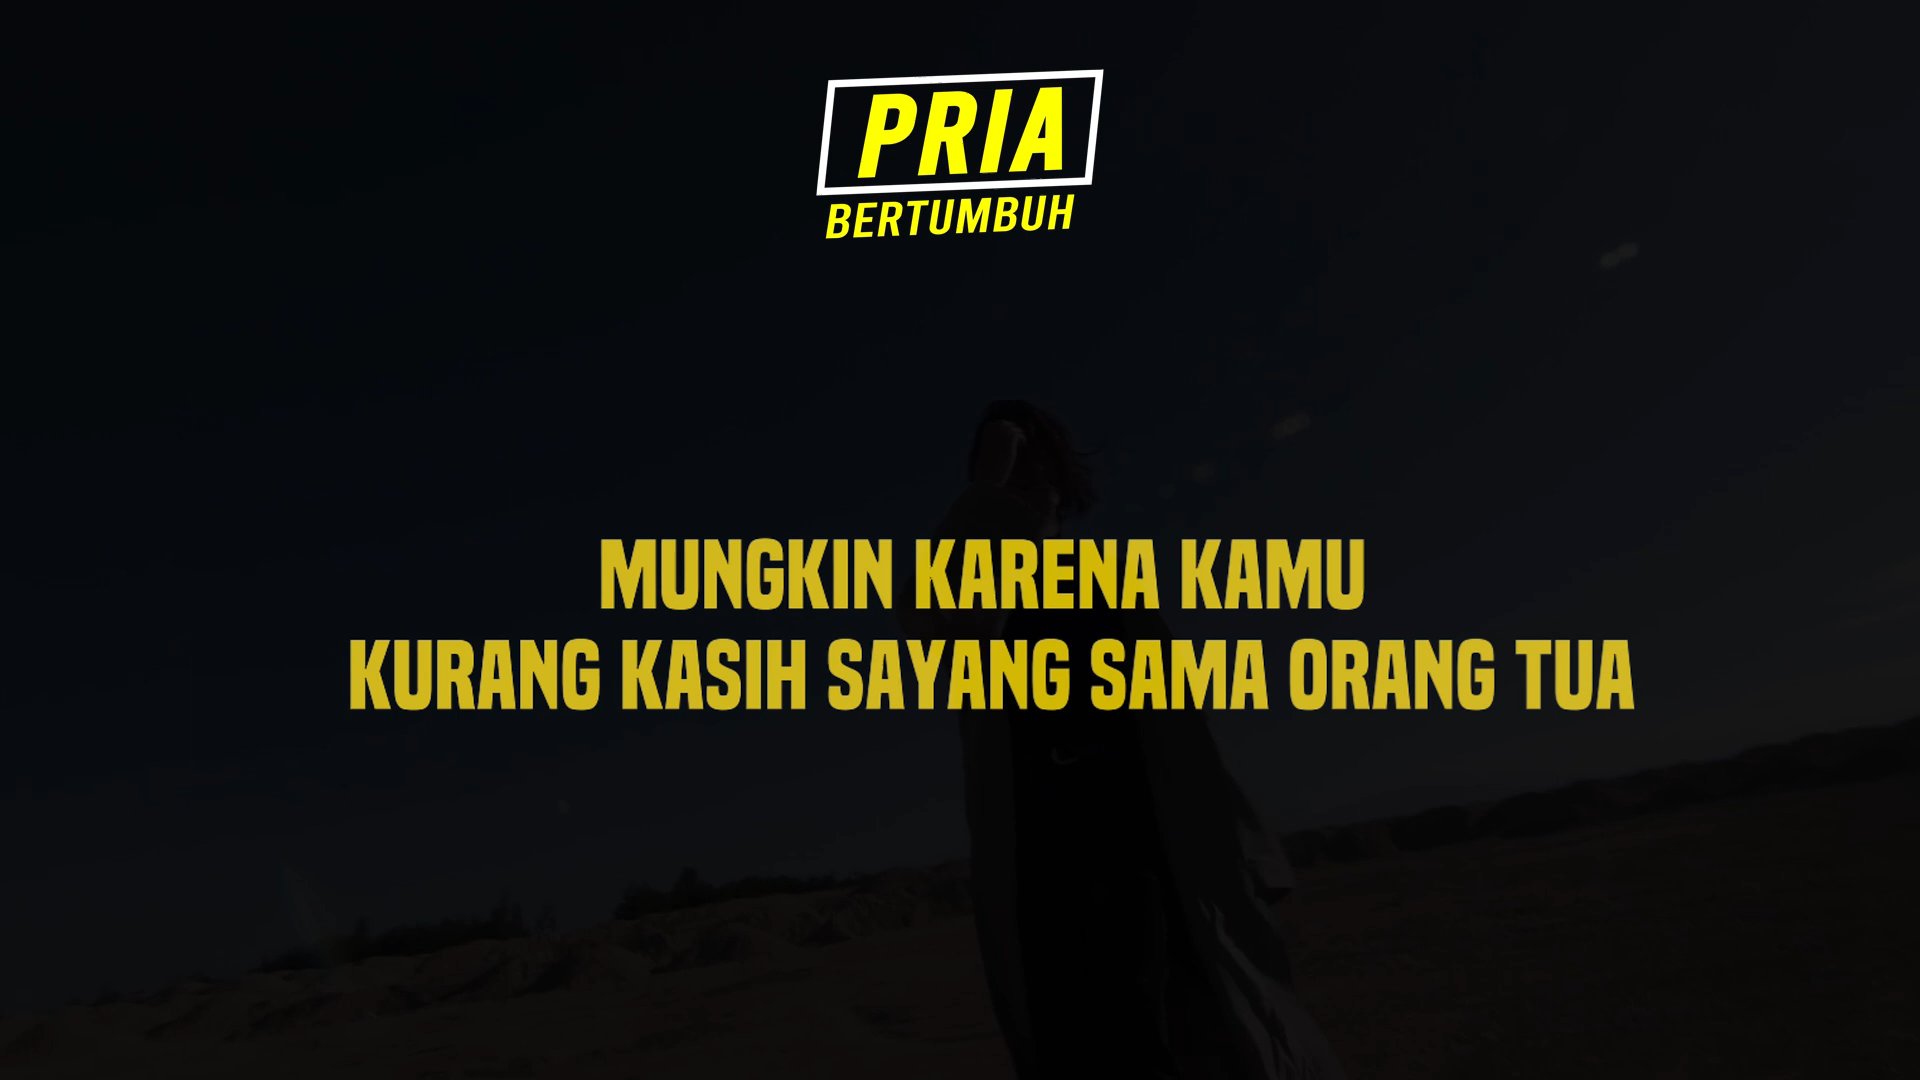 PRIA
BERTUMBUH
MUNGKIN KARENA KAMU
KURANG KASIH SAYANG SAMA ORANG TUA